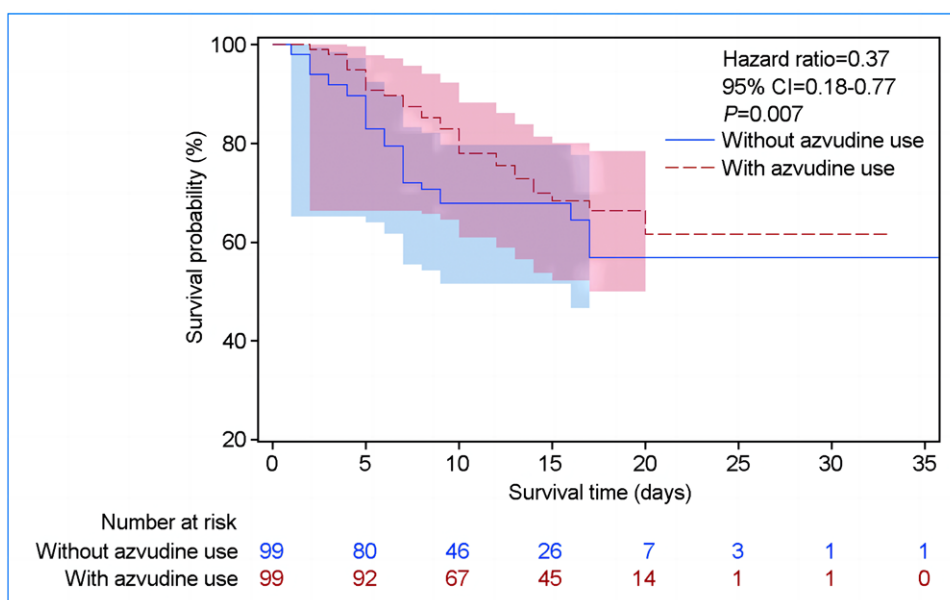 100
80
60
40
20
Survival probability (%)
Hazard ratio=0.37
95% CI=0.18-0.77
P=0.007
Without azvudine use
With azvudine use
0 5 10 15 20 25 30 35
Survival time (days)
Number at risk
Without azvudine use 99 80 46 26 7 3 1 1
With azvudine use 99 92 67 45 14 1 1 0